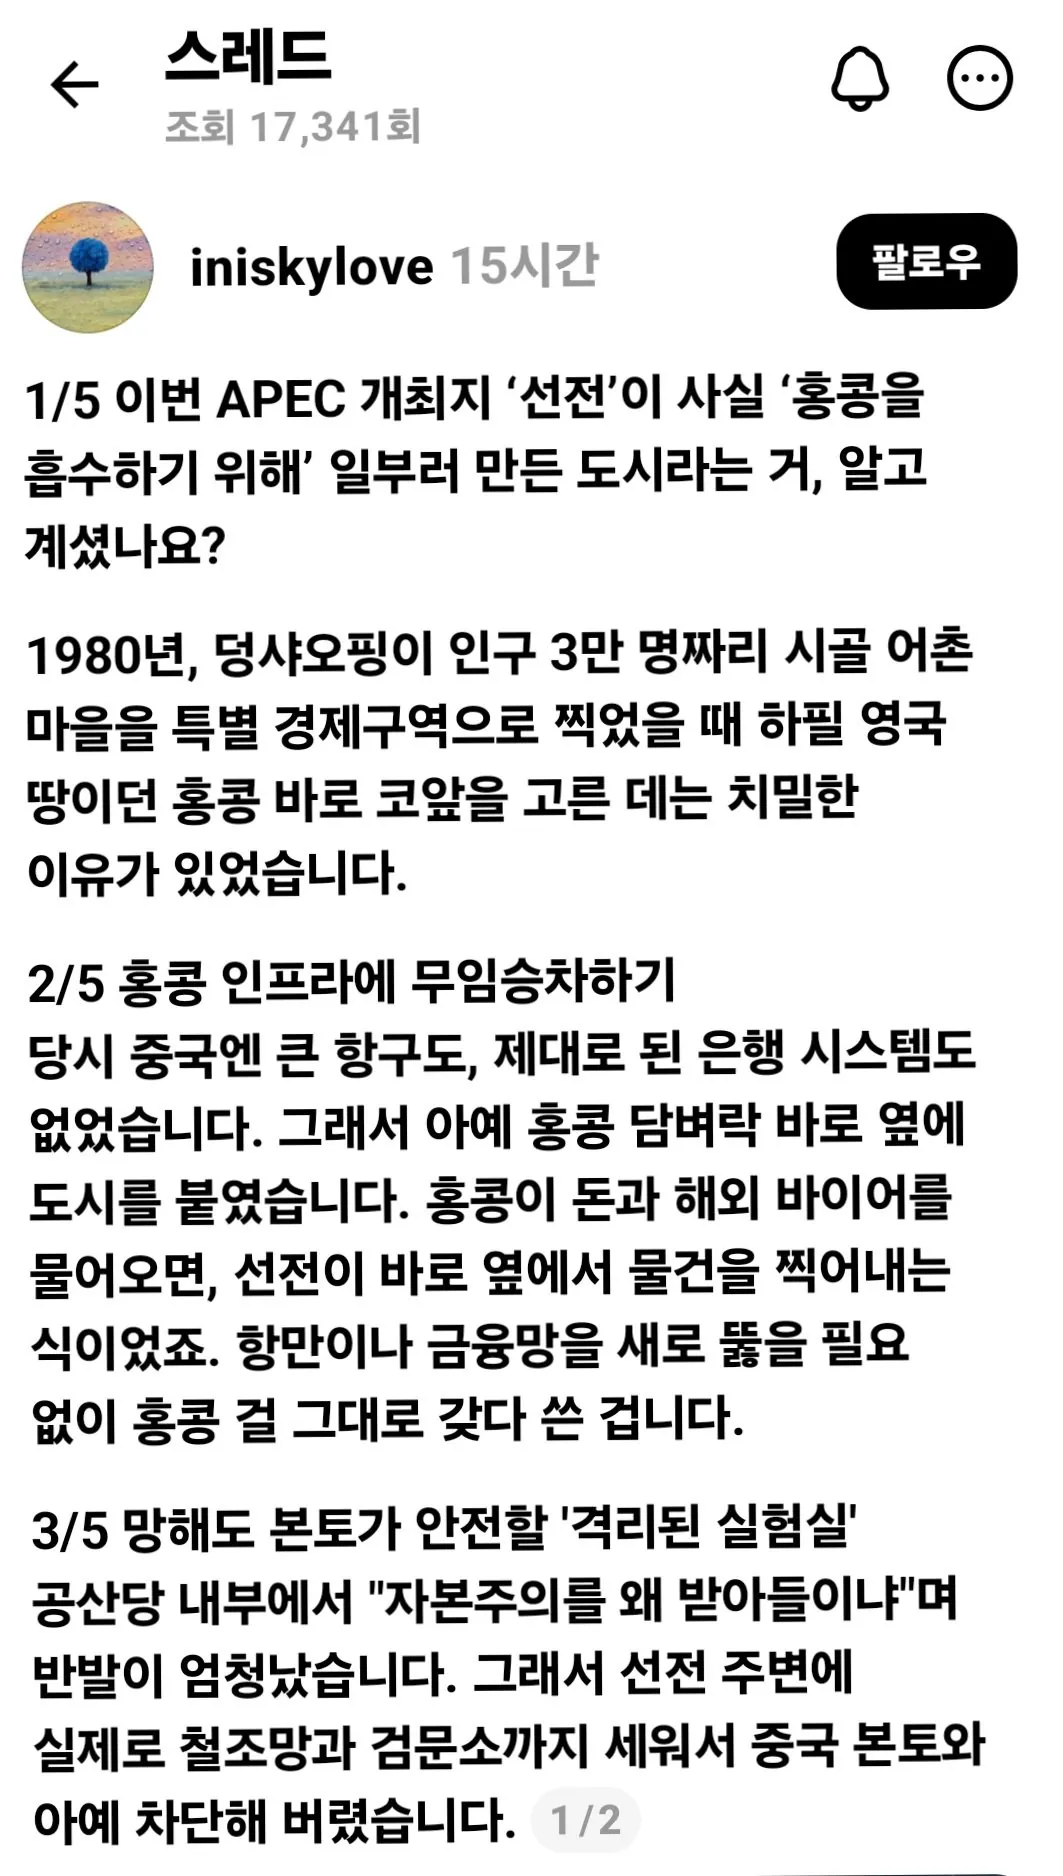 스레드
조회 17,341회
iniskylove 15시간
팔로우
1/5 이번 APEC 개최지 ‘선전’이 사실 ‘홍콩을
흡수하기 위해’ 일부러 만든 도시라는 거, 알고
계셨나요?
1980년, 덩샤오핑이 인구 3만 명짜리 시골 어촌
마을을 특별 경제구역으로 찍었을 때 하필 영국
땅이던 홍콩 바로 코앞을 고른 데는 치밀한
이유가 있었습니다.
2/5 홍콩 인프라에 무임승차하기
당시 중국엔 큰 항구도, 제대로 된 은행 시스템도
없었습니다. 그래서 아예 홍콩 담벼락 바로 옆에
도시를 붙였습니다. 홍콩이 돈과 해외 바이어를
물어오면, 선전이 바로 옆에서 물건을 찍어내는
식이었죠. 항만이나 금융망을 새로 뚫을 필요
없이 홍콩 걸 그대로 갖다 쓴 겁니다.
3/5 망해도 본토가 안전할 '격리된 실험실'
공산당 내부에서 "자본주의를 왜 받아들이냐"며
반발이 엄청났습니다. 그래서 선전 주변에
실제로 철조망과 검문소까지 세워서 중국 본토와
아예 차단해 버렸습니다. 1/2